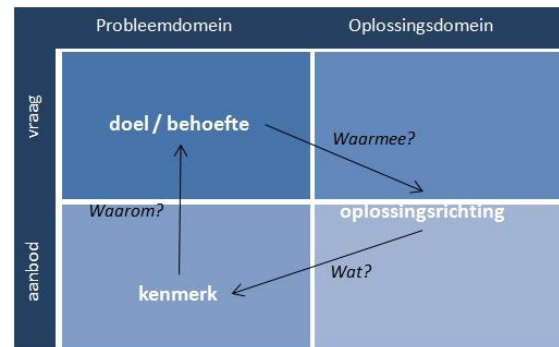 Probleemdomein
Oplossingsdomein
vraag
doel / behoefte
Waarmee?
Waarom?
oplossingsrichting
aanbod
Wat?
kenmerk